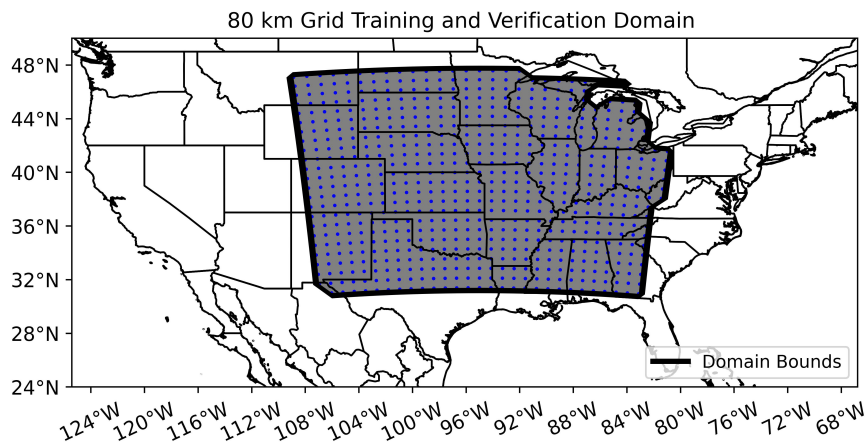 80 km Grid Training and Verification Domain
48°N
44°N
40°N
36°N
32°N
28°N
24°N
Domain Bounds
124°W 120°W 116°W 112°W 108°W 104°W 100°W 96°W 92°W 88°W 84°W 80°W 76°W 72°W 68°W